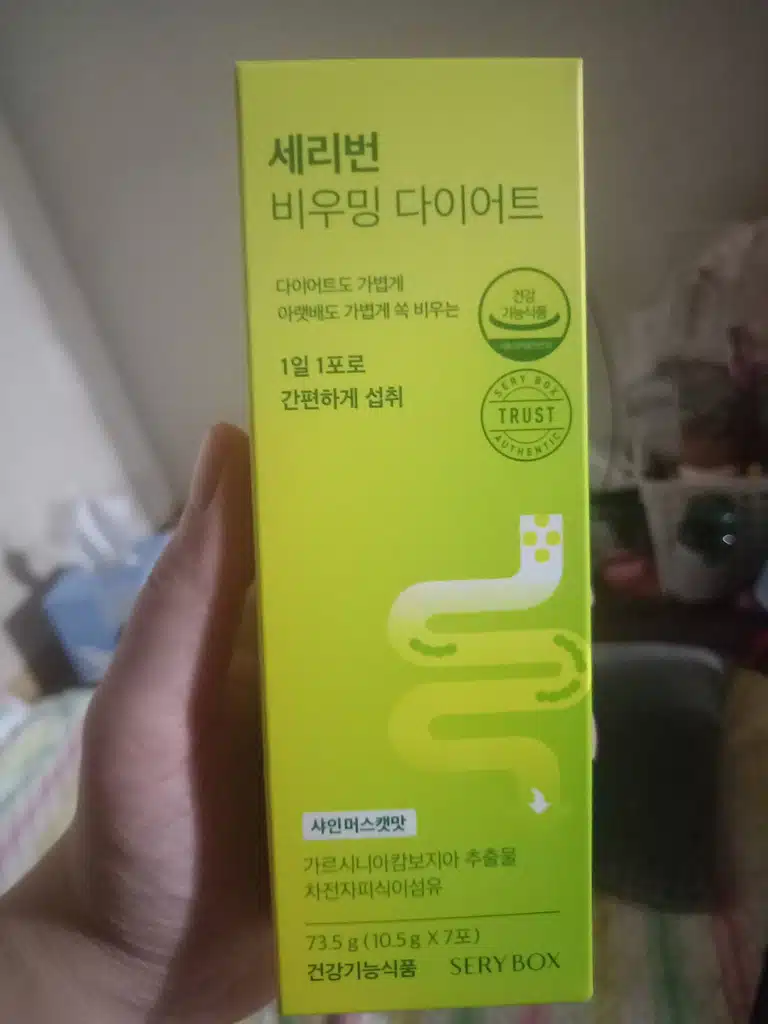 세리번
비우밍 다이어트
다이어트도 가볍게
아랫배도 가볍게 쏙 비우는
1일 1포로
간편하게 섭취
건강
기능식품
SERY BOX
TRUST
AUTHENTIC
샤인머스캣맛
가르시니아캄보지아 추출물
차전자피식이섬유
73.5 g (10.5 g X 7포)
건강기능식품 SERY BOX